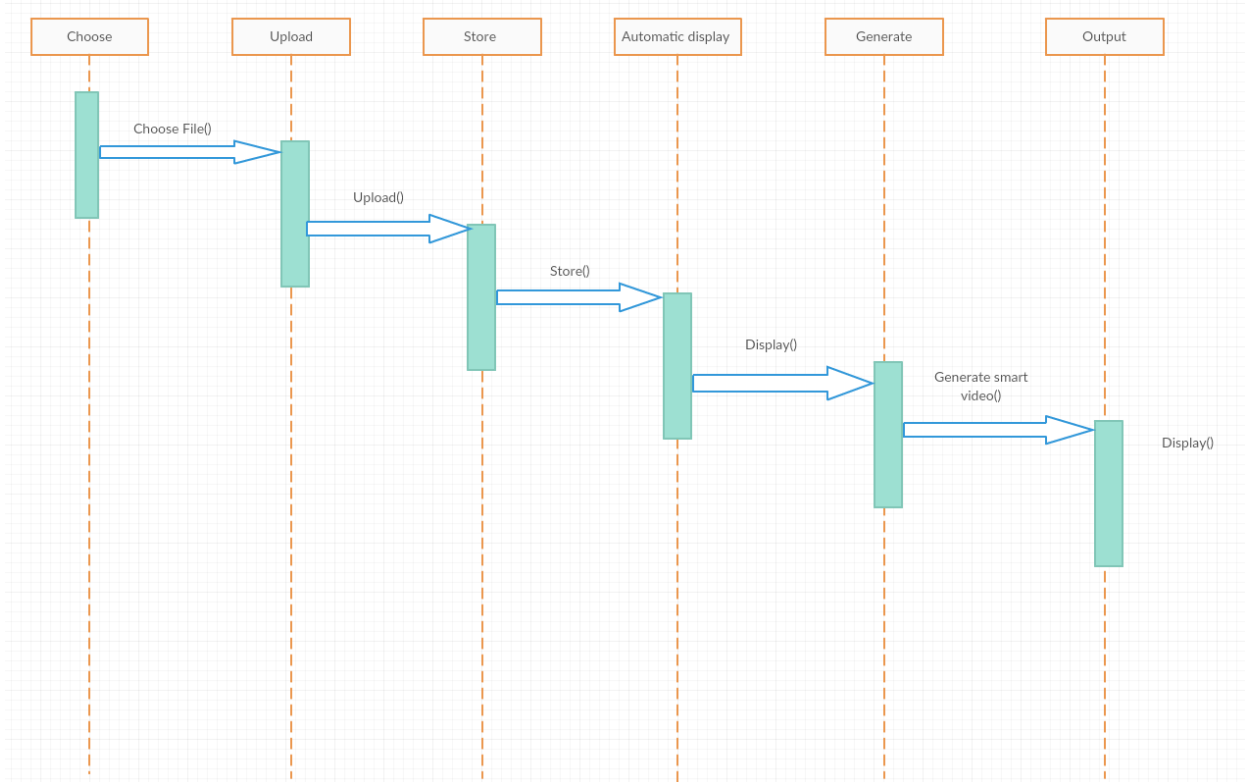 Choose
Upload
Store
Automatic display
Generate
Output
Choose File()
Upload()
Store()
Display()
Generate smart
video()
Display()